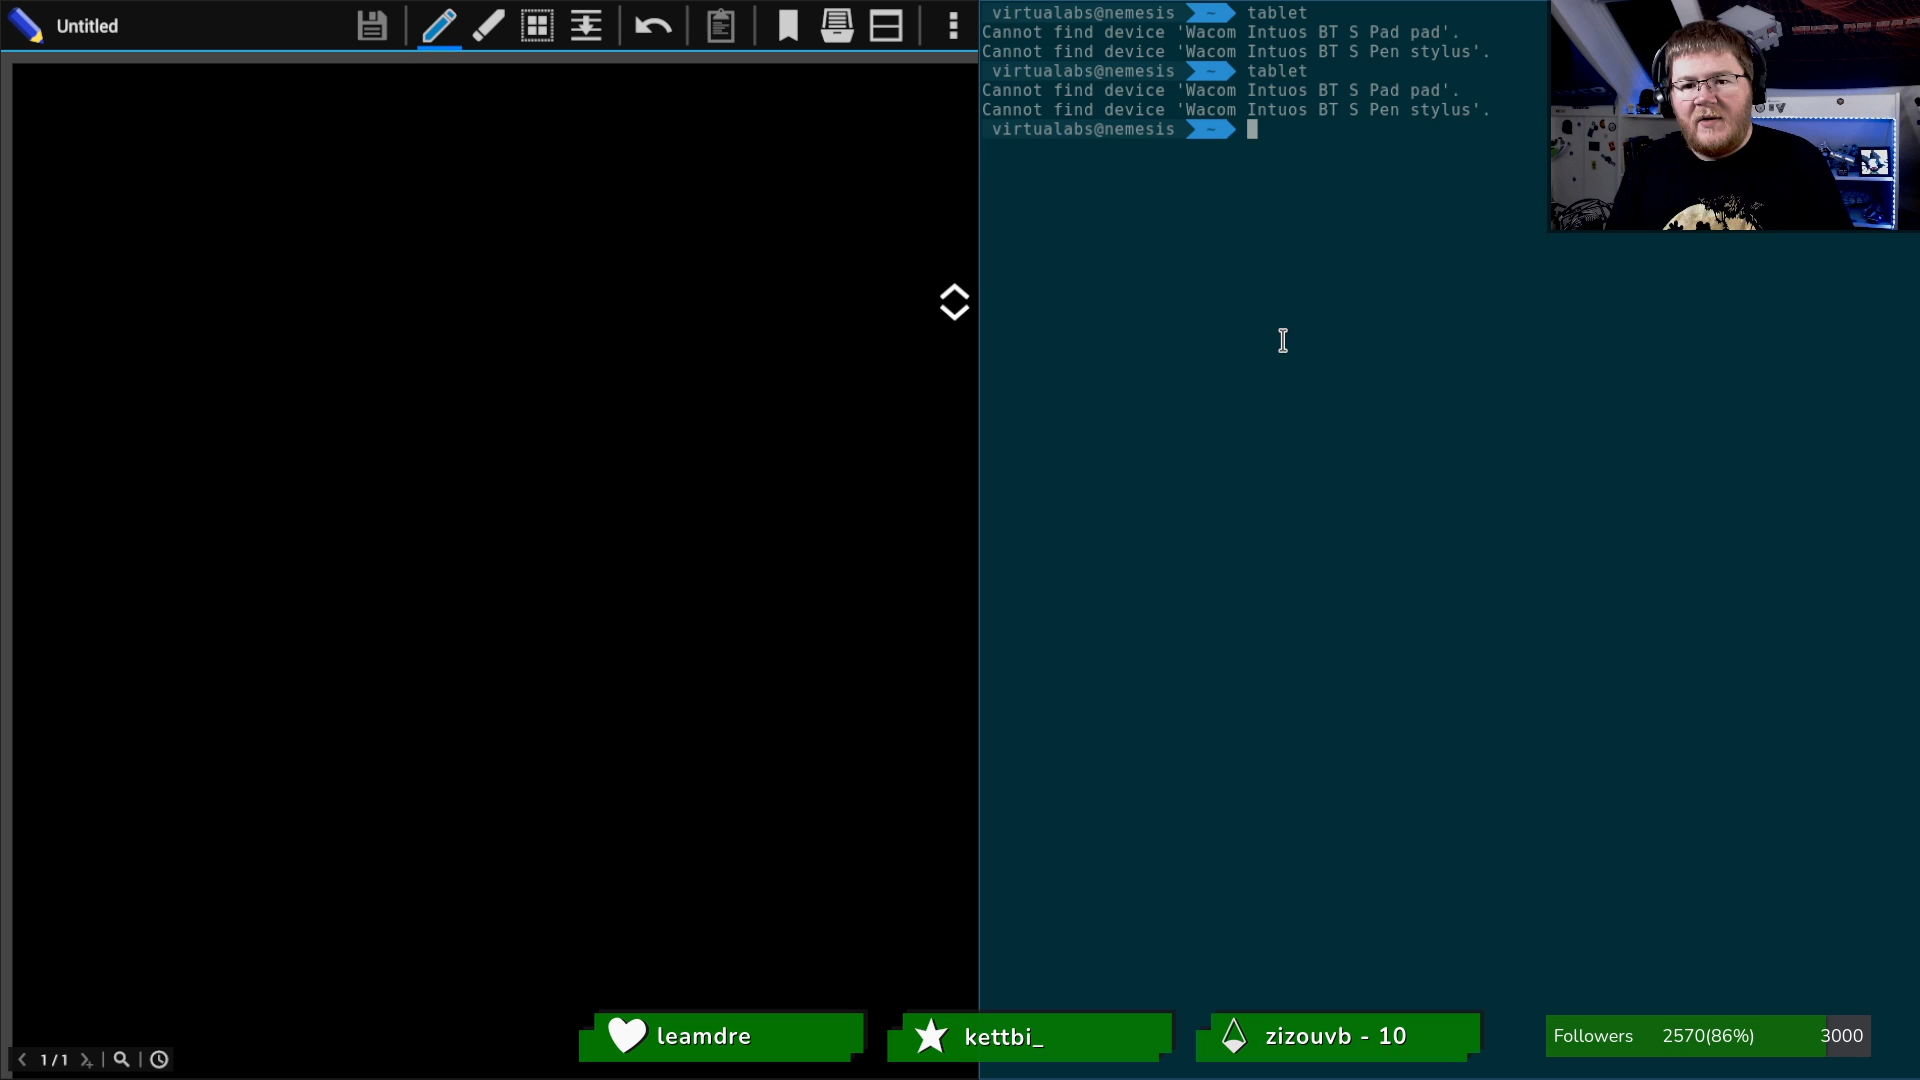 Untitled
virtualabs@nemesis ~ tablet
Cannot find device 'Wacom Intuos BT S Pad pad'.
Cannot find device 'Wacom Intuos BT S Pen stylus'.
virtualabs@nemesis ~ tablet
Cannot find device 'Wacom Intuos BT S Pad pad'.
Cannot find device 'Wacom Intuos BT S Pen stylus'.
virtualabs@nemesis ~
1/1
leamdre
kettbi_
zizouvb - 10
Followers 2570(86%) 3000